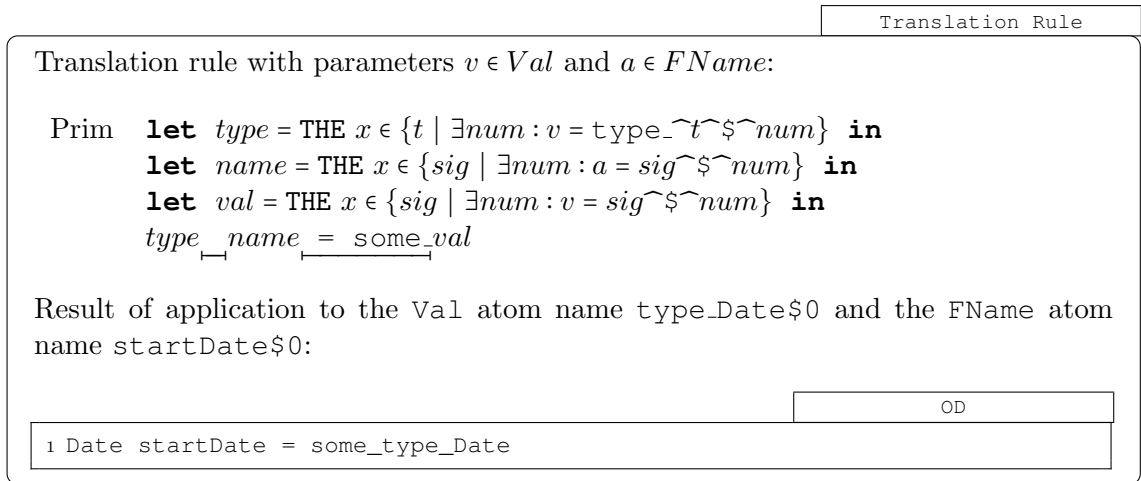 Translation Rule
Translation rule with parameters v ∈ Val and a ∈ FName:
Prim let type = THE x ∈ {t | ∃num : v = type_⌢t⌢$⌢num} in
let name = THE x ∈ {sig | ∃num : a = sig⌢$⌢num} in
let val = THE x ∈ {sig | ∃num : v = sig⌢$⌢num} in
type name = some_val
Result of application to the Val atom name type_Date$0 and the FName atom
name startDate$0:
OD
1 Date startDate = some_type_Date